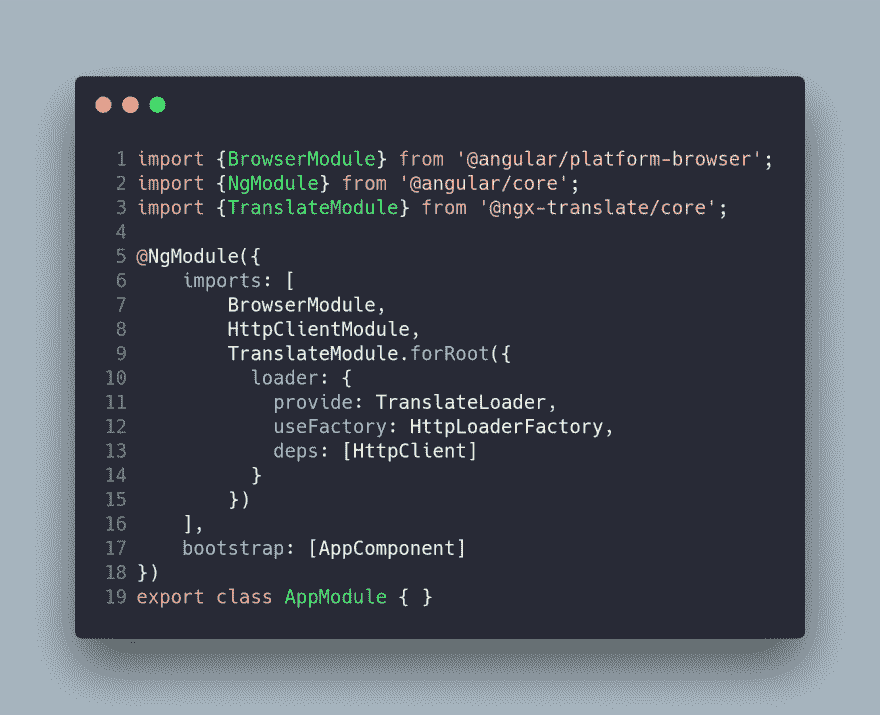 1 import {BrowserModule} from '@angular/platform-browser';
2 import {NgModule} from '@angular/core';
3 import {TranslateModule} from '@ngx-translate/core';
4
5 @NgModule({
6     imports: [
7         BrowserModule,
8         HttpClientModule,
9         TranslateModule.forRoot({
10           loader: {
11             provide: TranslateLoader,
12             useFactory: HttpLoaderFactory,
13             deps: [HttpClient]
14           }
15         })
16     ],
17     bootstrap: [AppComponent]
18 })
19 export class AppModule { }